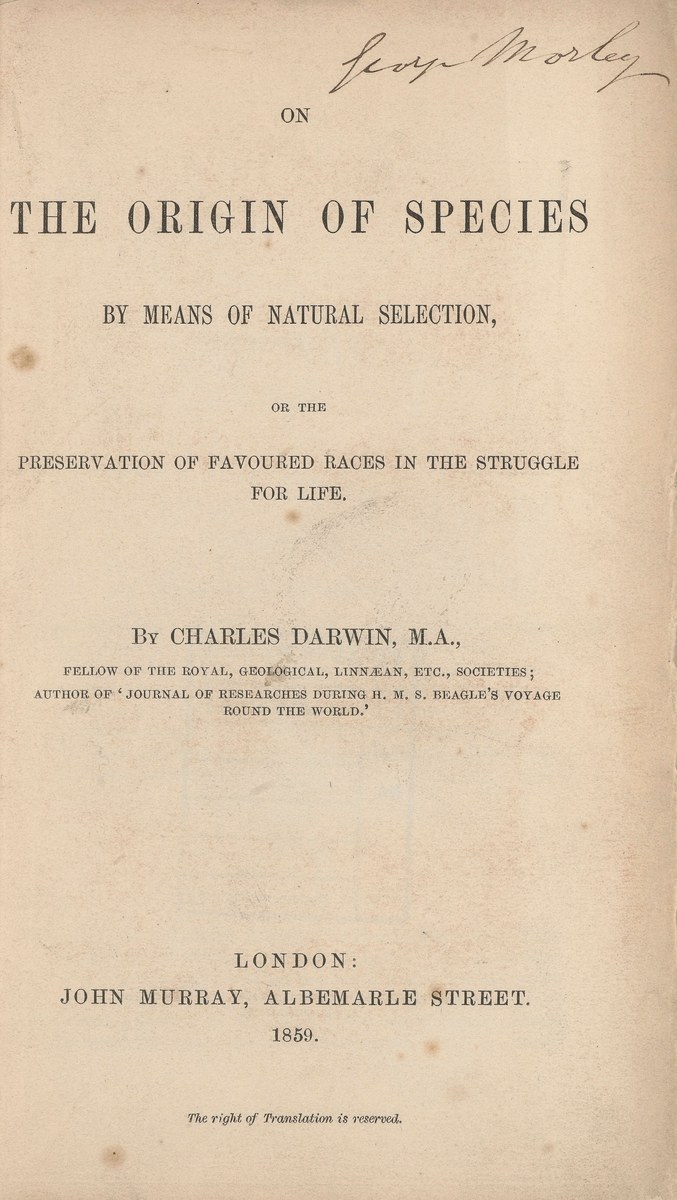 George Morley
ON
THE ORIGIN OF SPECIES
BY MEANS OF NATURAL SELECTION,
OR THE
PRESERVATION OF FAVOURED RACES IN THE STRUGGLE
FOR LIFE.
By CHARLES DARWIN, M.A.,
FELLOW OF THE ROYAL, GEOLOGICAL, LINNÆAN, ETC., SOCIETIES;
AUTHOR OF ‘JOURNAL OF RESEARCHES DURING H. M. S. BEAGLE’S VOYAGE
ROUND THE WORLD.’
LONDON:
JOHN MURRAY, ALBEMARLE STREET.
1859.
The right of Translation is reserved.